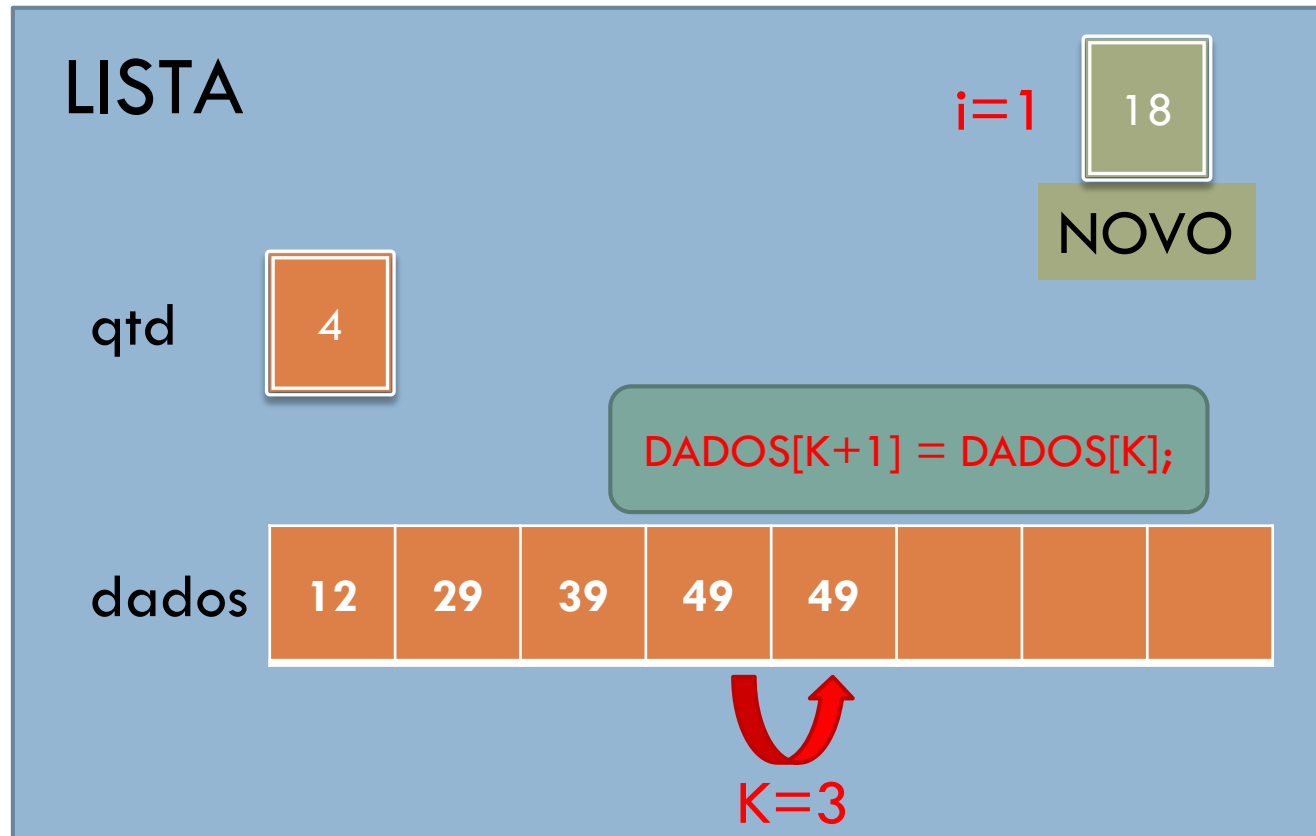 LISTA
i=1 18
NOVO
qtd 4
DADOS[K+1] = DADOS[K];
dados 12 29 39 49 49
K=3